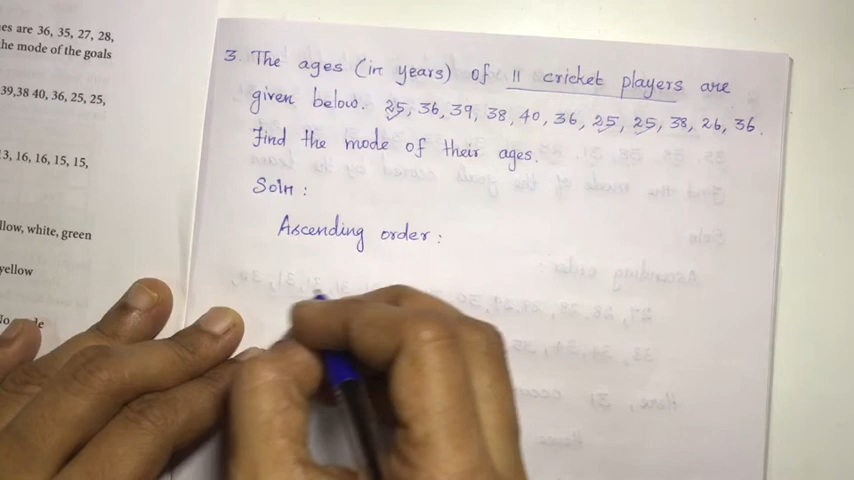 es are 36, 35, 27, 28,
the mode of the goals
39,38 40, 36, 25, 25,
3, 16, 16, 15, 15,
llow, white, green
yellow
3. The ages (in years) of 11 cricket players are
given below. 25, 36, 39, 38, 40, 36, 25, 25, 38, 26, 36.
Find the mode of their ages.
Soln:
Ascending order: